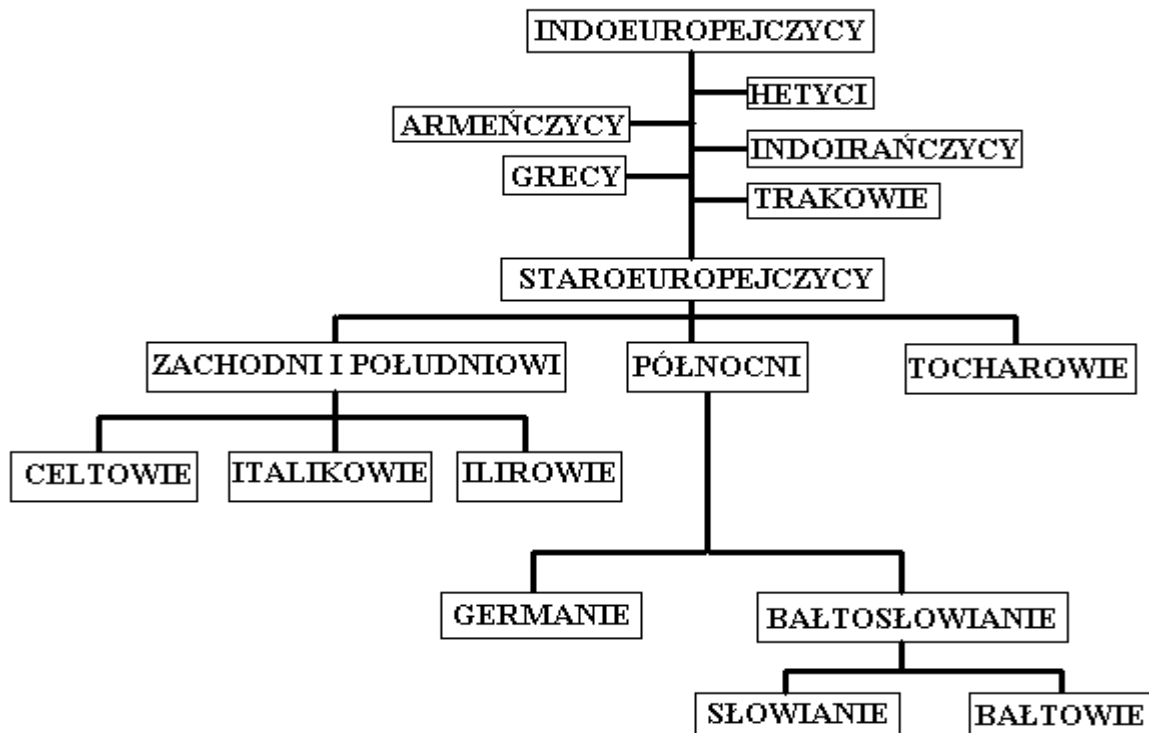 INDOEUROPEJCZYCY
HETYCI
ARMEŃCZYCY
INDOIRAŃCZYCY
GRECY
TRAKOWIE
STAROEUROPEJCZYCY
ZACHODNI I POŁUDNIOWI
PÓŁNOCNI
TOCHAROWIE
CELTOWIE
ITALIKOWIE
ILIROWIE
GERMANIE
BAŁTOSŁOWIANIE
SŁOWIANIE
BAŁTOWIE